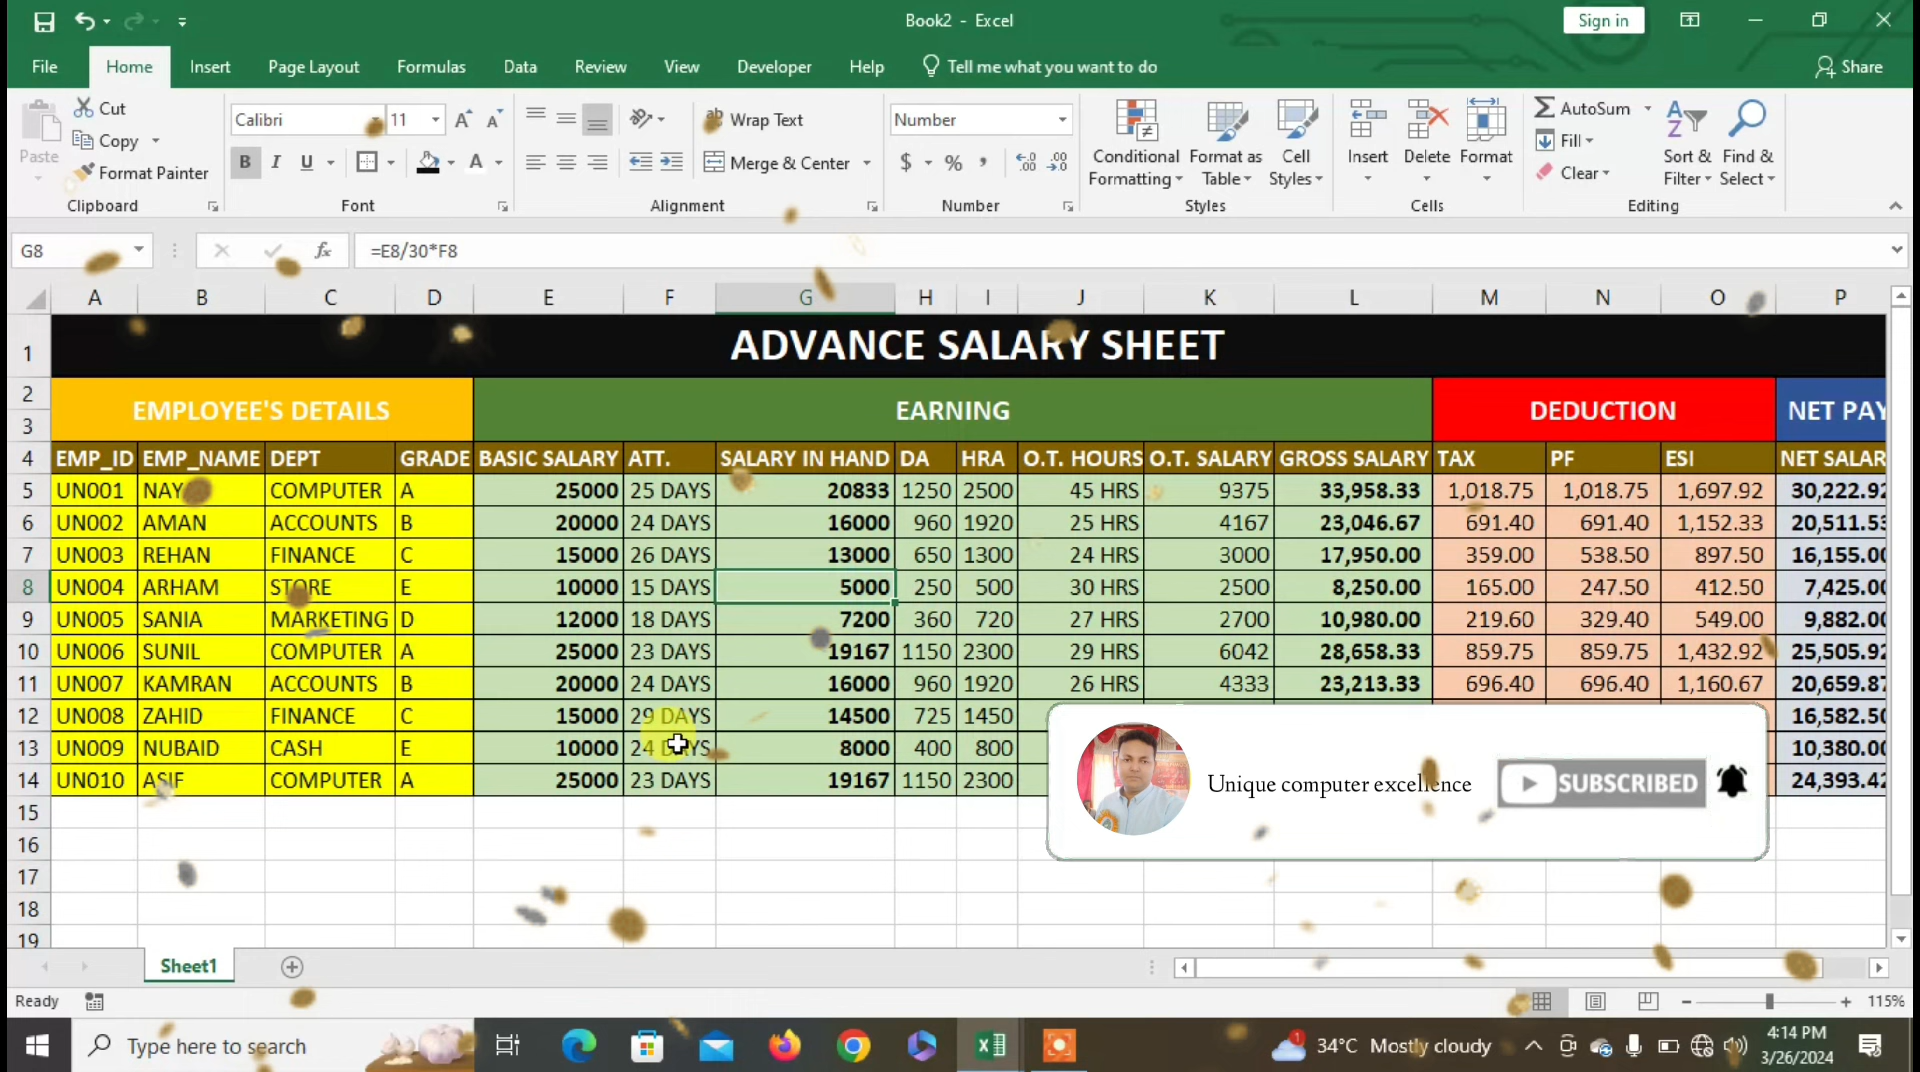 Book2 - Excel
Sign in
File Home Insert Page Layout Formulas Data Review View Developer Help Tell me what you want to do Share
Paste Cut Copy Format Painter Clipboard
Calibri 11 B I U A Font
Wrap Text Merge & Center Alignment
Number $ % , Number
Conditional Formatting Format as Table Cell Styles Styles
Insert Delete Format Cells
AutoSum Fill Clear Sort & Filter Find & Select Editing
G8 fx =E8/30*F8
A B C D E F G H I J K L M N O P
1 ADVANCE SALARY SHEET
2 EMPLOYEE'S DETAILS EARNING DEDUCTION NET PAY
3
4 EMP_ID EMP_NAME DEPT GRADE BASIC SALARY ATT. SALARY IN HAND DA HRA O.T. HOURS O.T. SALARY GROSS SALARY TAX PF ESI NET SALAR
5 UN001 NAY COMPUTER A 25000 25 DAYS 20833 1250 2500 45 HRS 9375 33,958.33 1,018.75 1,018.75 1,697.92 30,222.92
6 UN002 AMAN ACCOUNTS B 20000 24 DAYS 16000 960 1920 25 HRS 4167 23,046.67 691.40 691.40 1,152.33 20,511.53
7 UN003 REHAN FINANCE C 15000 26 DAYS 13000 650 1300 24 HRS 3000 17,950.00 359.00 538.50 897.50 16,155.00
8 UN004 ARHAM STORE E 10000 15 DAYS 5000 250 500 30 HRS 2500 8,250.00 165.00 247.50 412.50 7,425.00
9 UN005 SANIA MARKETING D 12000 18 DAYS 7200 360 720 27 HRS 2700 10,980.00 219.60 329.40 549.00 9,882.00
10 UN006 SUNIL COMPUTER A 25000 23 DAYS 19167 1150 2300 29 HRS 6042 28,658.33 859.75 859.75 1,432.92 25,505.92
11 UN007 KAMRAN ACCOUNTS B 20000 24 DAYS 16000 960 1920 26 HRS 4333 23,213.33 696.40 696.40 1,160.67 20,659.87
12 UN008 ZAHID FINANCE C 15000 29 DAYS 14500 725 1450 16,582.50
13 UN009 NUBAID CASH E 10000 24 DAYS 8000 400 800 10,380.00
14 UN010 ASIF COMPUTER A 25000 23 DAYS 19167 1150 2300 24,393.42
Unique computer excellence SUBSCRIBED
15
16
17
18
19
Sheet1
Ready 115%
Type here to search 34°C Mostly cloudy 4:14 PM
3/26/2024